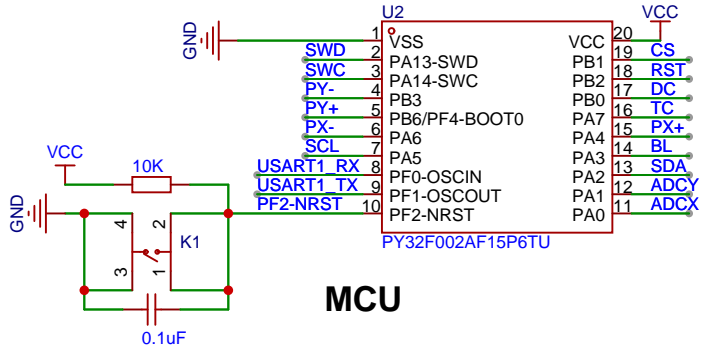 U2
VCC
GND
1 VSS VCC 20
SWD 2 PA13-SWD PB1 19 CS
SWC 3 PA14-SWC PB2 18 RST
PY- 4 PB3 PB0 17 DC
PY+ 5 PB6/PF4-BOOT0 PA7 16 TC
PX- 6 PA6 PA4 15 PX+
SCL 7 PA5 PA3 14 BL
USART1_RX 8 PF0-OSCIN PA2 13 SDA
USART1_TX 9 PF1-OSCOUT PA1 12 ADCY
PF2-NRST 10 PF2-NRST PA0 11 ADCX
PY32F002AF15P6TU
VCC
10K
GND
4 2
K1
3 1
0.1uF
MCU